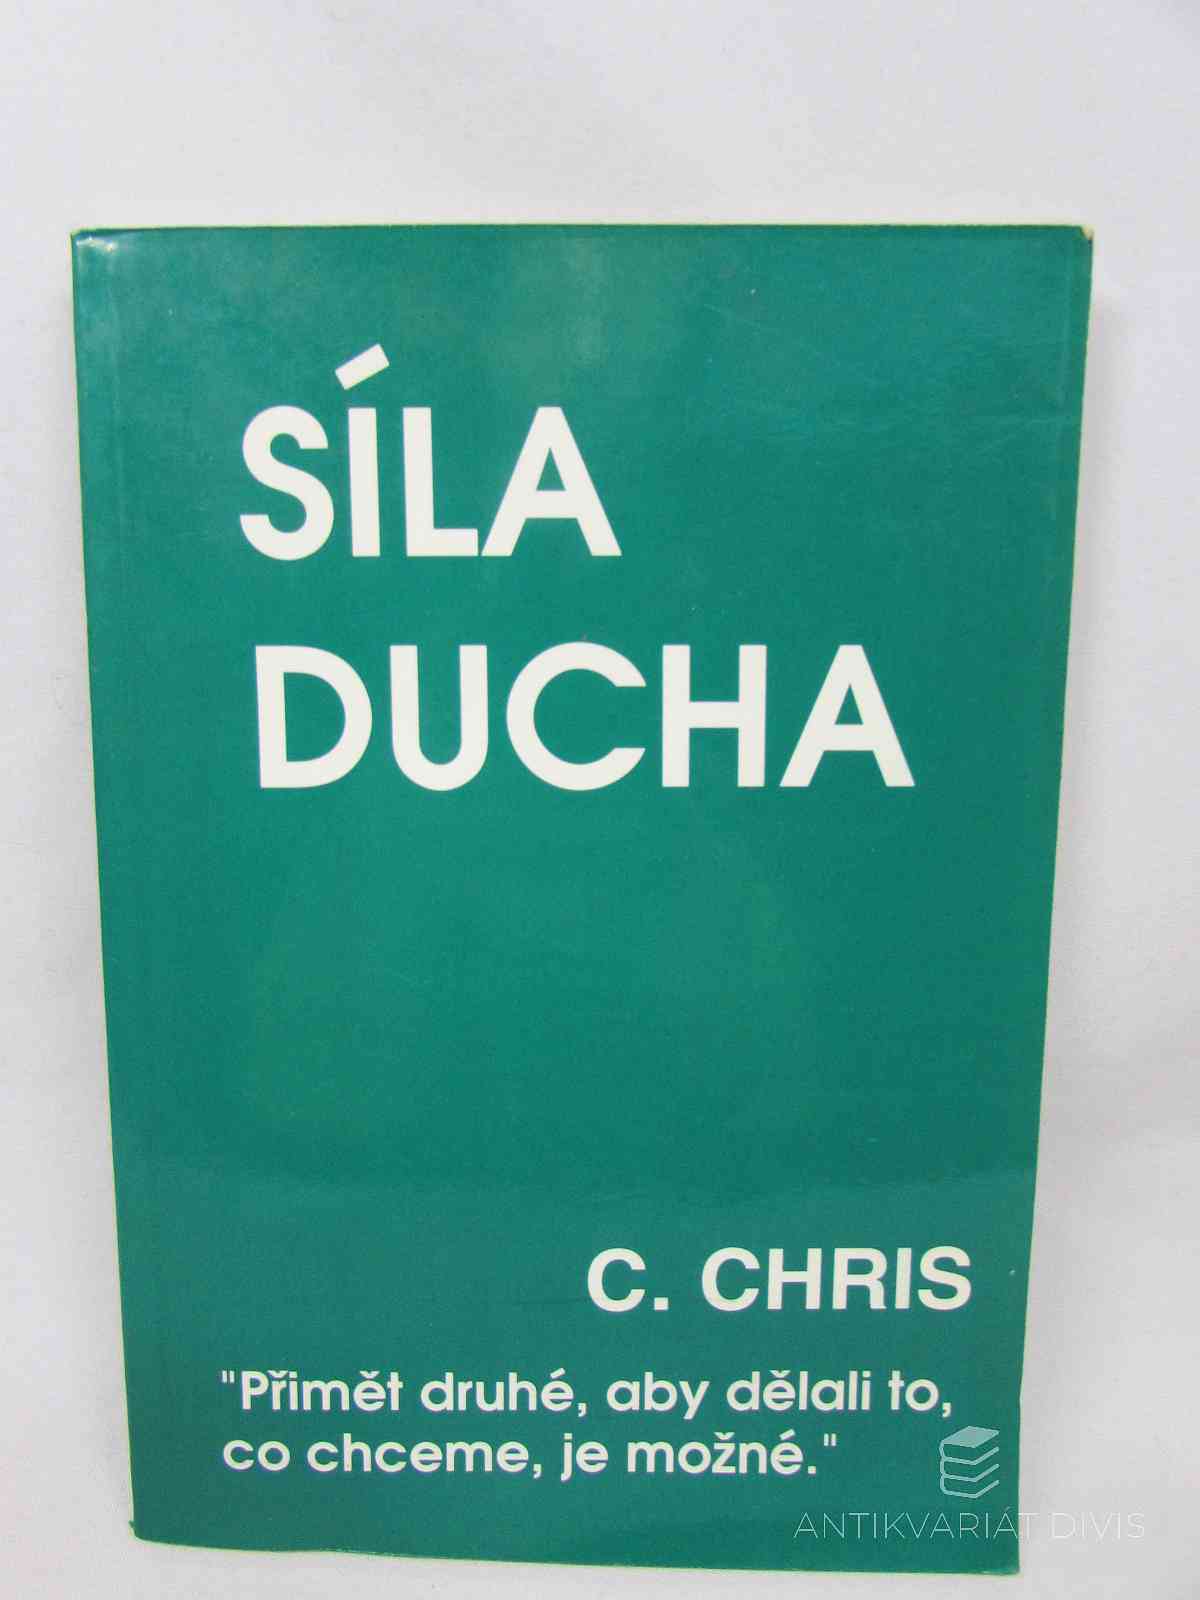 SÍLA
DUCHA
C. CHRIS
"Přimět druhé, aby dělali to,
co chceme, je možné."
ANTIKVARIÁT DIVIS